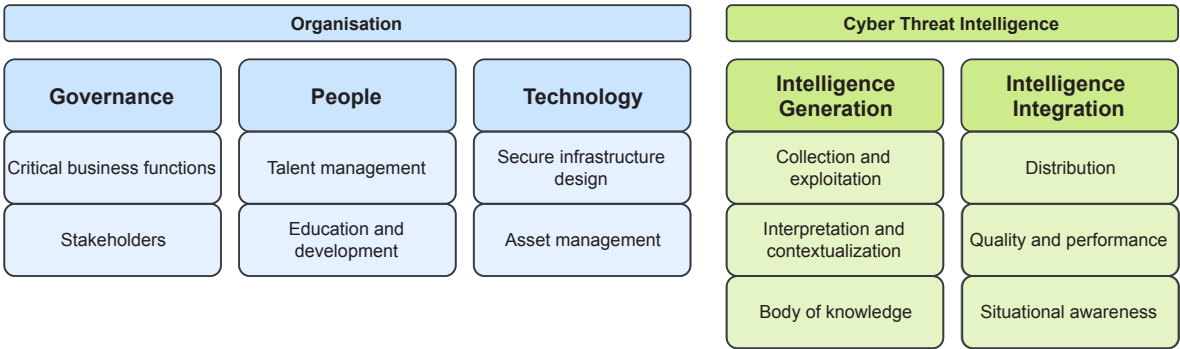 Organisation
Cyber Threat Intelligence
Governance
People
Technology
Intelligence
Generation
Intelligence
Integration
Critical business functions
Talent management
Secure infrastructure
design
Collection and
exploitation
Distribution
Stakeholders
Education and
development
Asset management
Interpretation and
contextualization
Quality and performance
Body of knowledge
Situational awareness